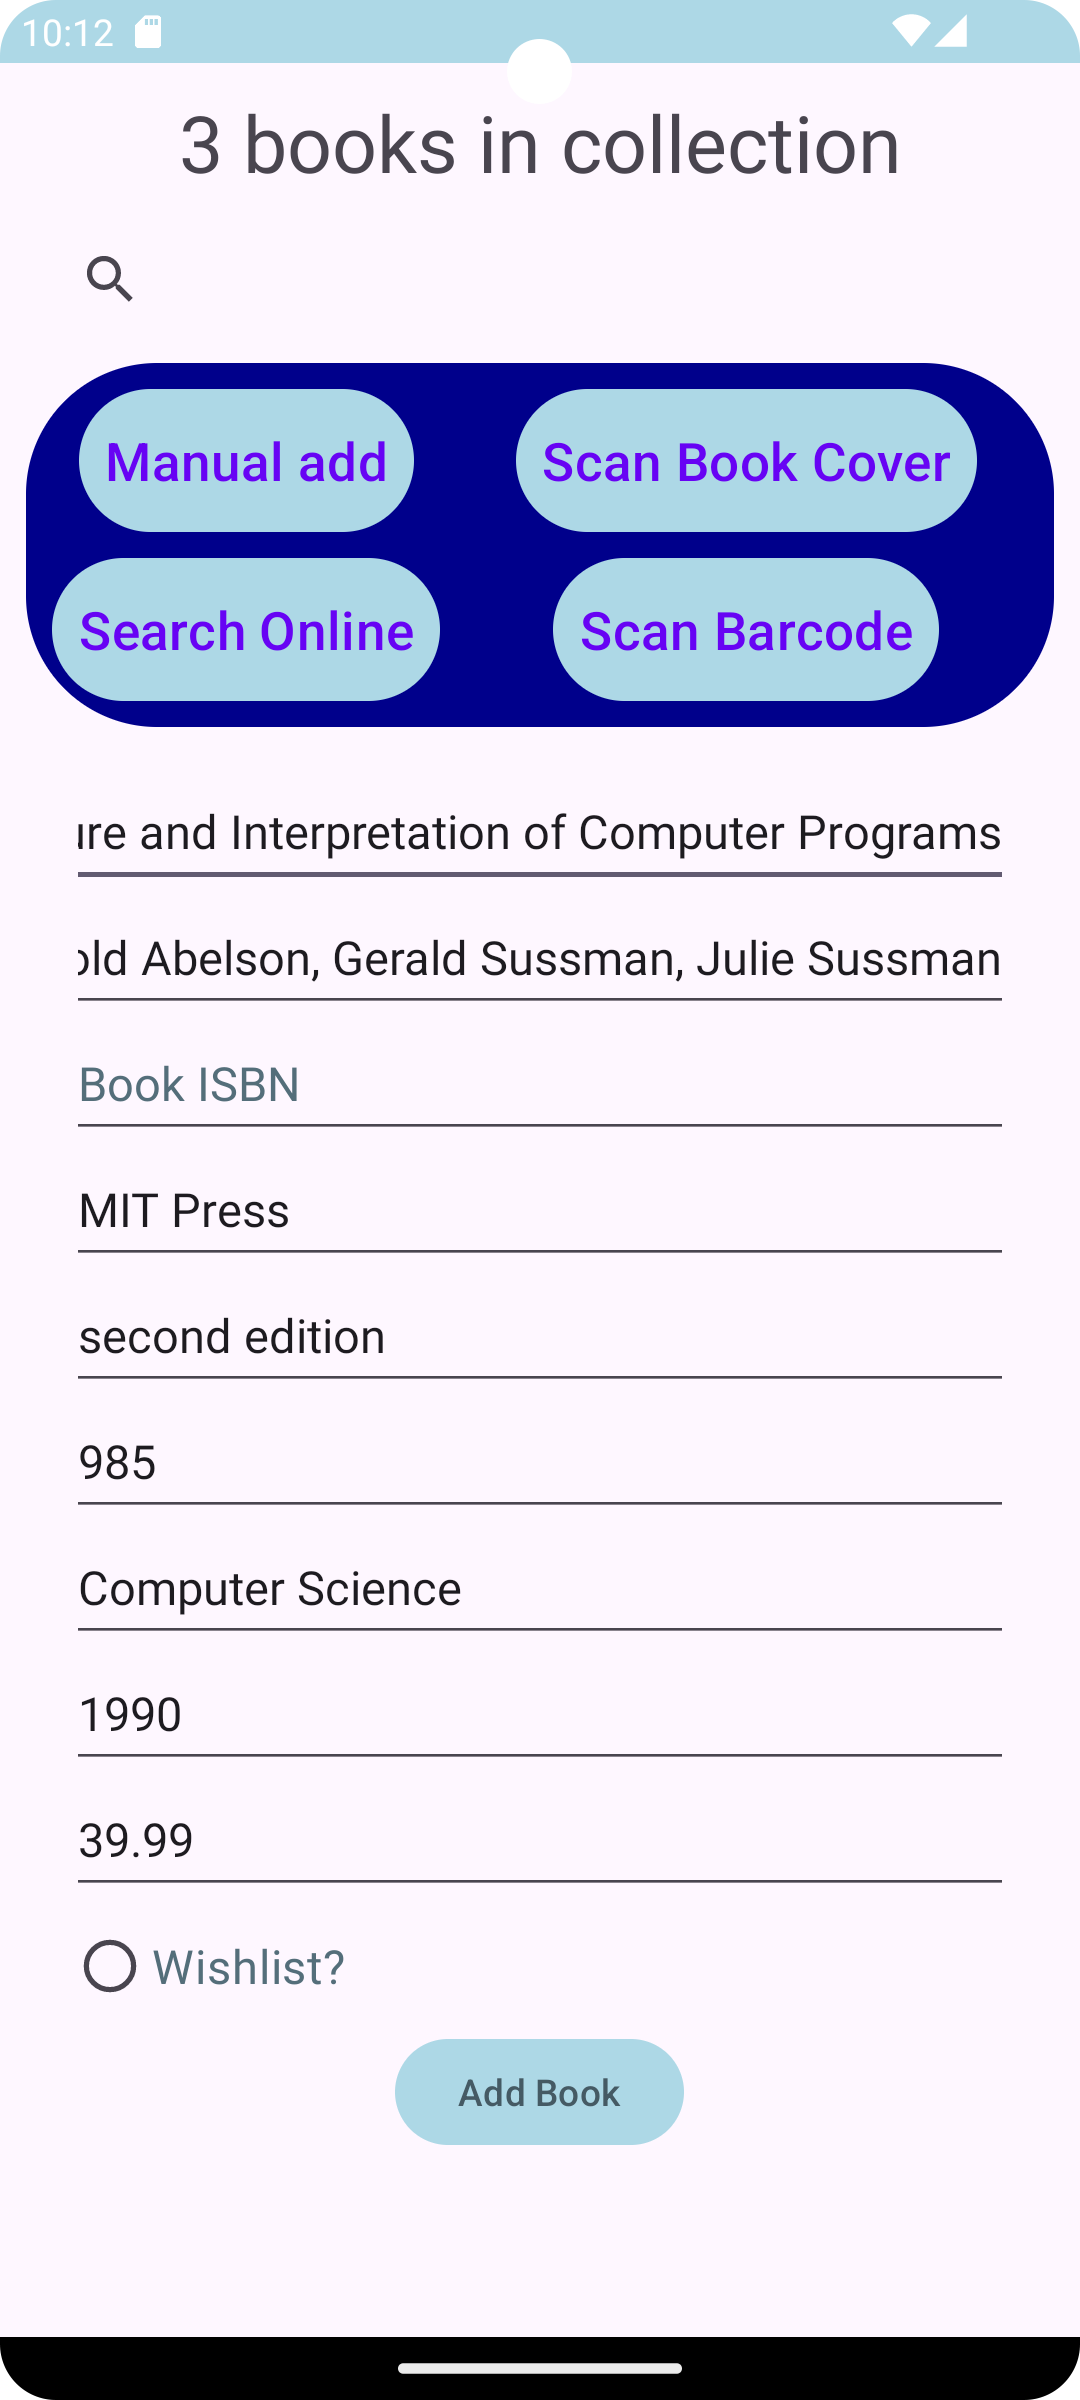 10:12
3 books in collection
Manual add
Scan Book Cover
Search Online
Scan Barcode
ure and Interpretation of Computer Programs
old Abelson, Gerald Sussman, Julie Sussman
Book ISBN
MIT Press
second edition
985
Computer Science
1990
39.99
Wishlist?
Add Book